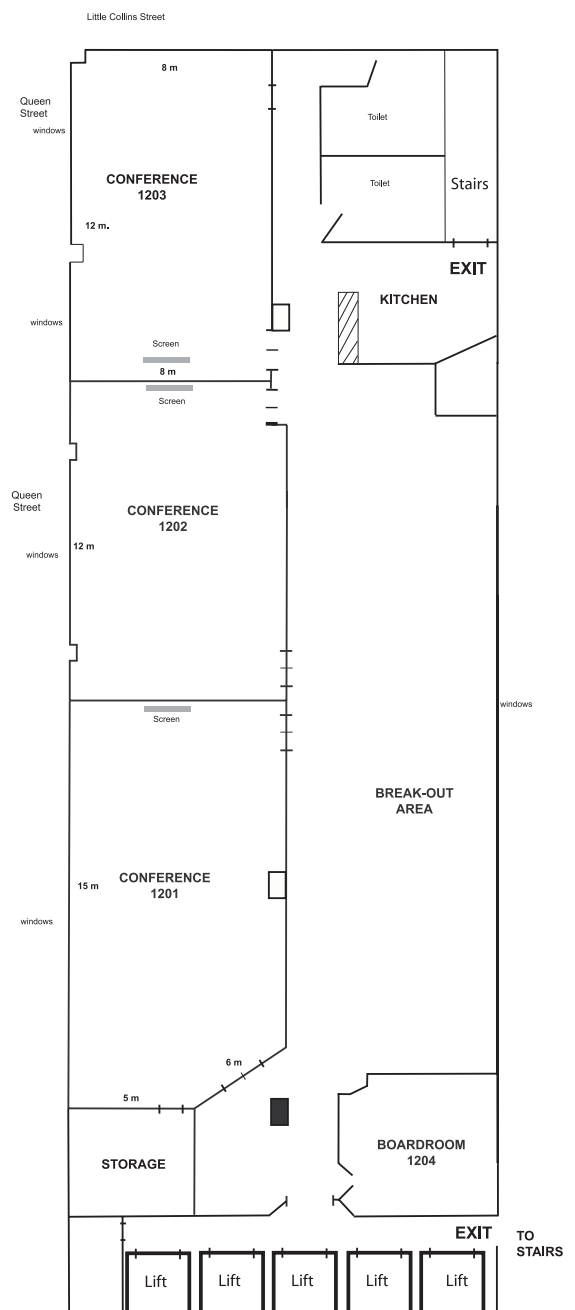 Little Collins Street
8 m
Queen
Street
windows
Toilet
CONFERENCE
1203
Toilet
Stairs
12 m.
EXIT
KITCHEN
windows
Screen
8 m
Screen
Queen
Street
CONFERENCE
1202
12 m
windows
windows
Screen
BREAK-OUT
AREA
CONFERENCE
1201
15 m
windows
6 m
5 m
BOARDROOM
1204
STORAGE
EXIT
TO
STAIRS
Lift
Lift
Lift
Lift
Lift